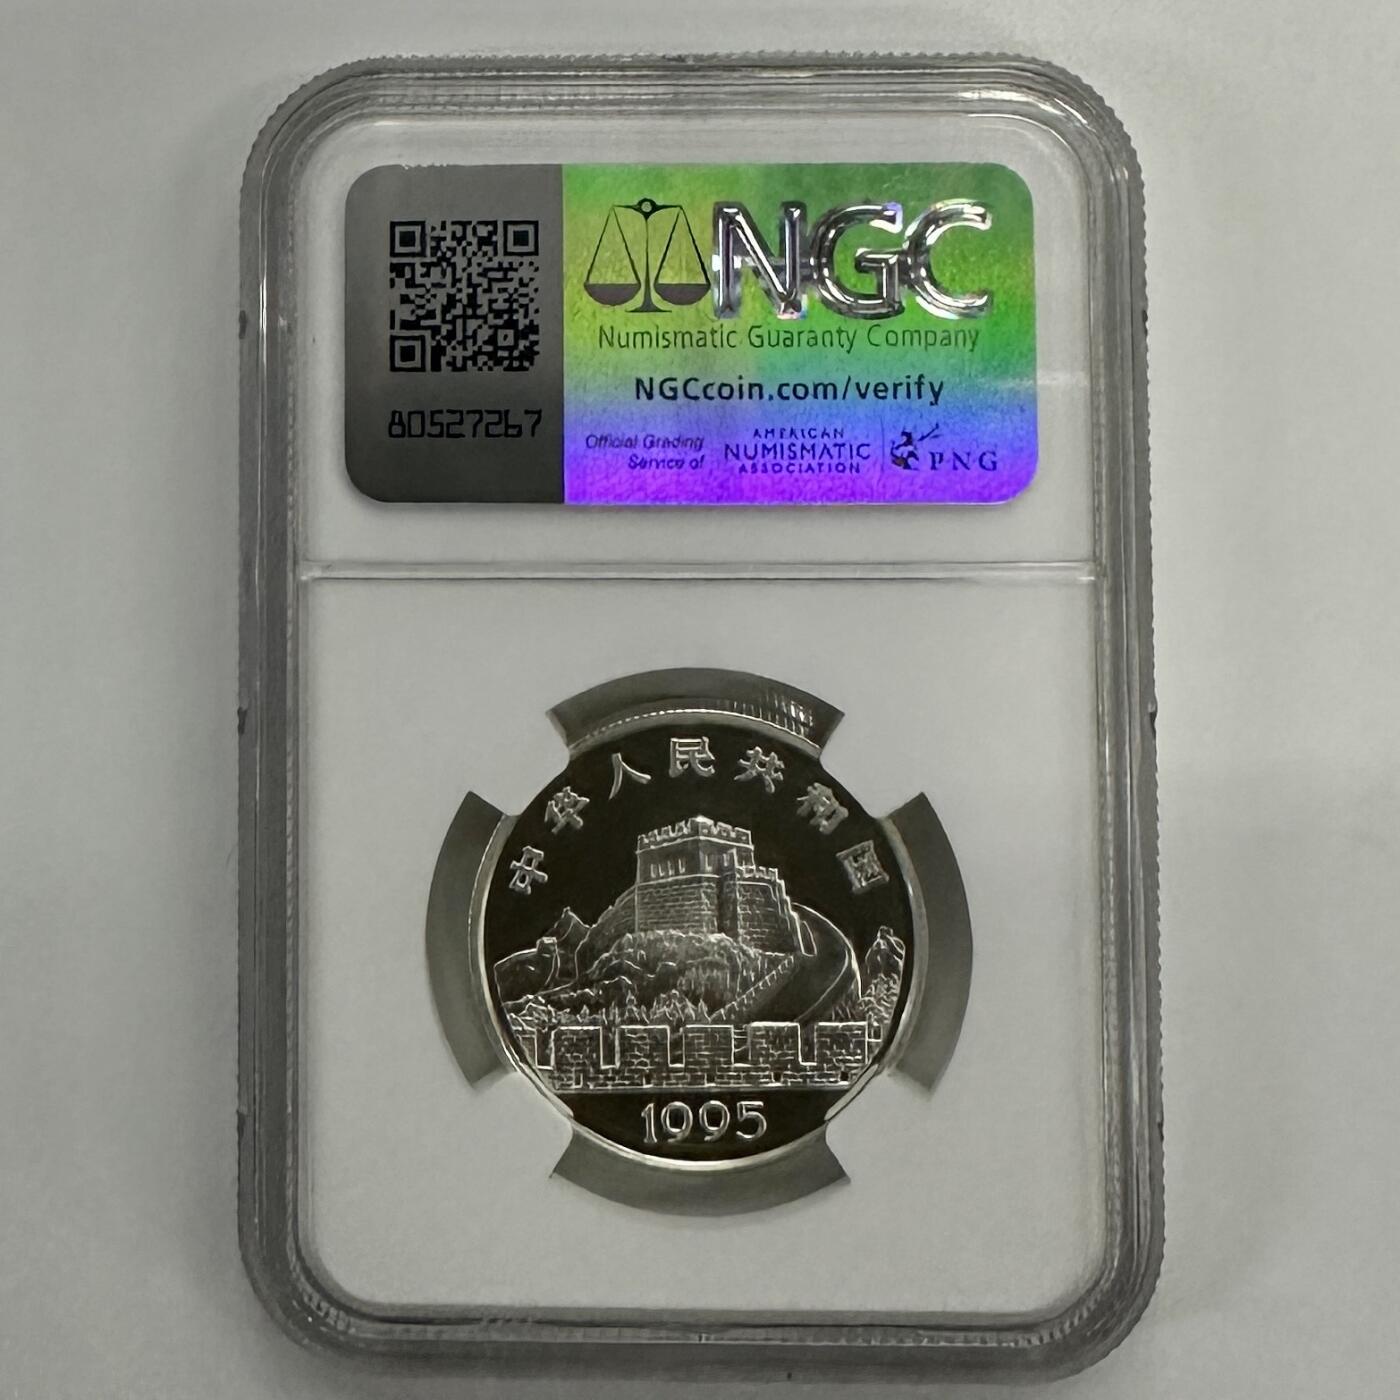 NGC
Numismatic Guaranty Company
NGCcoin.com/verify
80527267
Official Grading
Service of
AMERICAN
NUMISMATIC
ASSOCIATION
PNG
中华人民共和国
1995